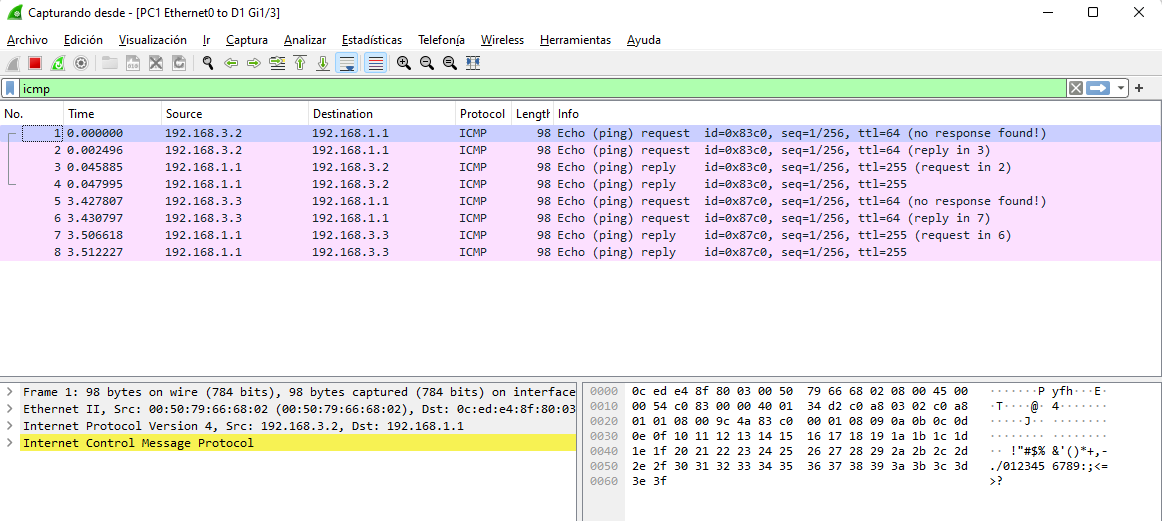 Capturando desde - [PC1 Ethernet0 to D1 Gi1/3]
Archivo Edición Visualización Ir Captura Analizar Estadísticas Telefonía Wireless Herramientas Ayuda
icmp
No. Time Source Destination Protocol Length Info
1 0.000000 192.168.3.2 192.168.1.1 ICMP 98 Echo (ping) request id=0x83c0, seq=1/256, ttl=64 (no response found!)
2 0.002496 192.168.3.2 192.168.1.1 ICMP 98 Echo (ping) request id=0x83c0, seq=1/256, ttl=64 (reply in 3)
3 0.045885 192.168.1.1 192.168.3.2 ICMP 98 Echo (ping) reply id=0x83c0, seq=1/256, ttl=255 (request in 2)
4 0.047995 192.168.1.1 192.168.3.2 ICMP 98 Echo (ping) reply id=0x83c0, seq=1/256, ttl=255
5 3.427807 192.168.3.3 192.168.1.1 ICMP 98 Echo (ping) request id=0x87c0, seq=1/256, ttl=64 (no response found!)
6 3.430797 192.168.3.3 192.168.1.1 ICMP 98 Echo (ping) request id=0x87c0, seq=1/256, ttl=64 (reply in 7)
7 3.506618 192.168.1.1 192.168.3.3 ICMP 98 Echo (ping) reply id=0x87c0, seq=1/256, ttl=255 (request in 6)
8 3.512227 192.168.1.1 192.168.3.3 ICMP 98 Echo (ping) reply id=0x87c0, seq=1/256, ttl=255
Frame 1: 98 bytes on wire (784 bits), 98 bytes captured (784 bits) on interface
Ethernet II, Src: 00:50:79:66:68:02 (00:50:79:66:68:02), Dst: 0c:ed:e4:8f:80:03
Internet Protocol Version 4, Src: 192.168.3.2, Dst: 192.168.1.1
Internet Control Message Protocol
0000 0c ed e4 8f 80 03 00 50 79 66 68 02 08 00 45 00 ·······P yfh···E·
0010 00 54 c0 83 00 00 40 01 34 d2 c0 a8 03 02 c0 a8 ·T····@· 4·······
0020 01 01 08 00 9c 4a 83 c0 00 01 08 09 0a 0b 0c 0d ·····J·· ········
0030 0e 0f 10 11 12 13 14 15 16 17 18 19 1a 1b 1c 1d ········ ········
0040 1e 1f 20 21 22 23 24 25 26 27 28 29 2a 2b 2c 2d ·· !"#$% &'()*+,-
0050 2e 2f 30 31 32 33 34 35 36 37 38 39 3a 3b 3c 3d ./012345 6789:;<=
0060 3e 3f >?